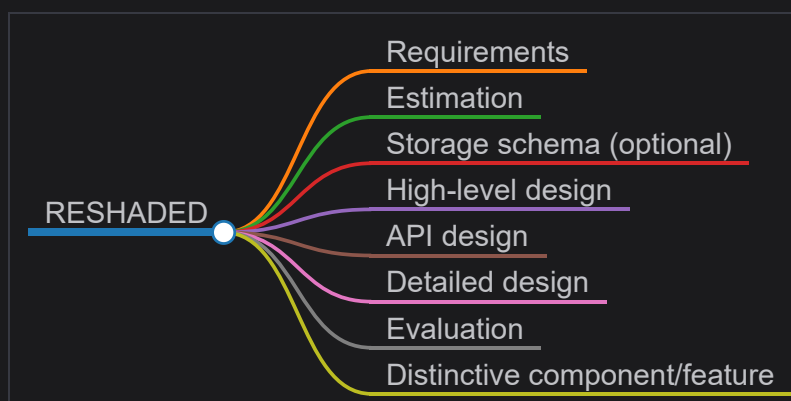 RESHADED
Requirements
Estimation
Storage schema (optional)
High-level design
API design
Detailed design
Evaluation
Distinctive component/feature